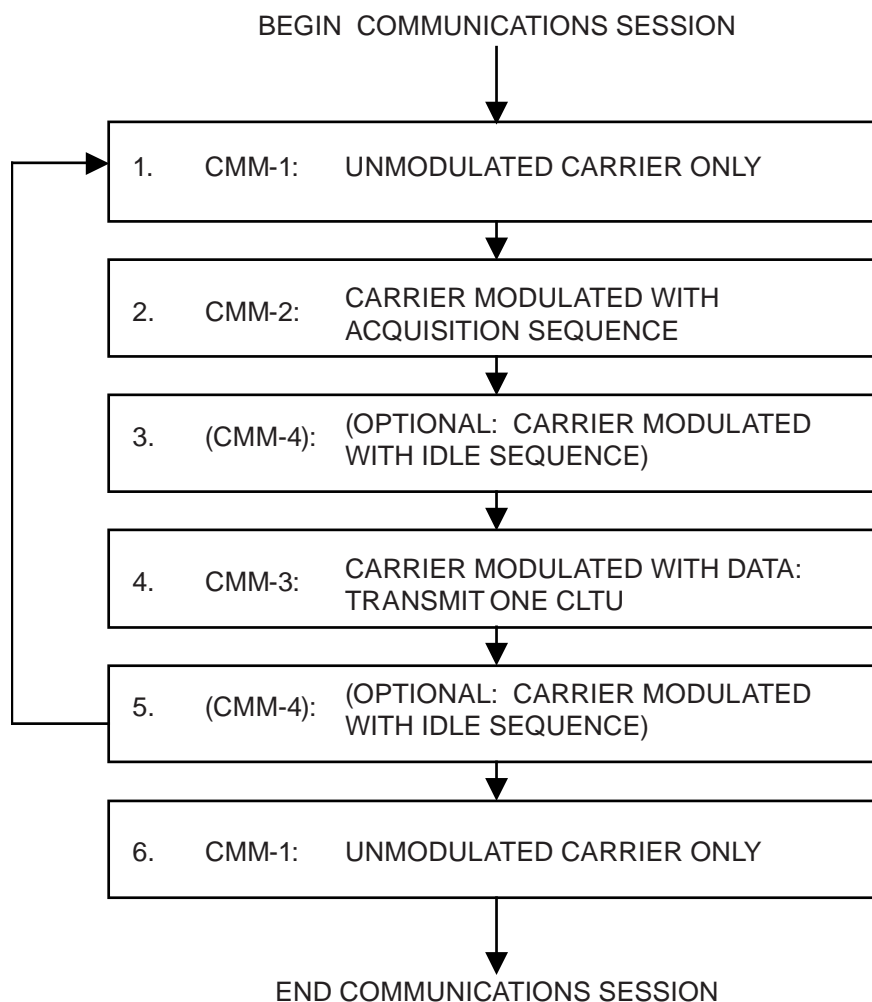 BEGIN COMMUNICATIONS SESSION
1. CMM-1: UNMODULATED CARRIER ONLY
2. CMM-2: CARRIER MODULATED WITH
ACQUISITION SEQUENCE
3. (CMM-4): (OPTIONAL: CARRIER MODULATED
WITH IDLE SEQUENCE)
4. CMM-3: CARRIER MODULATED WITH DATA:
TRANSMIT ONE CLTU
5. (CMM-4): (OPTIONAL: CARRIER MODULATED
WITH IDLE SEQUENCE)
6. CMM-1: UNMODULATED CARRIER ONLY
END COMMUNICATIONS SESSION